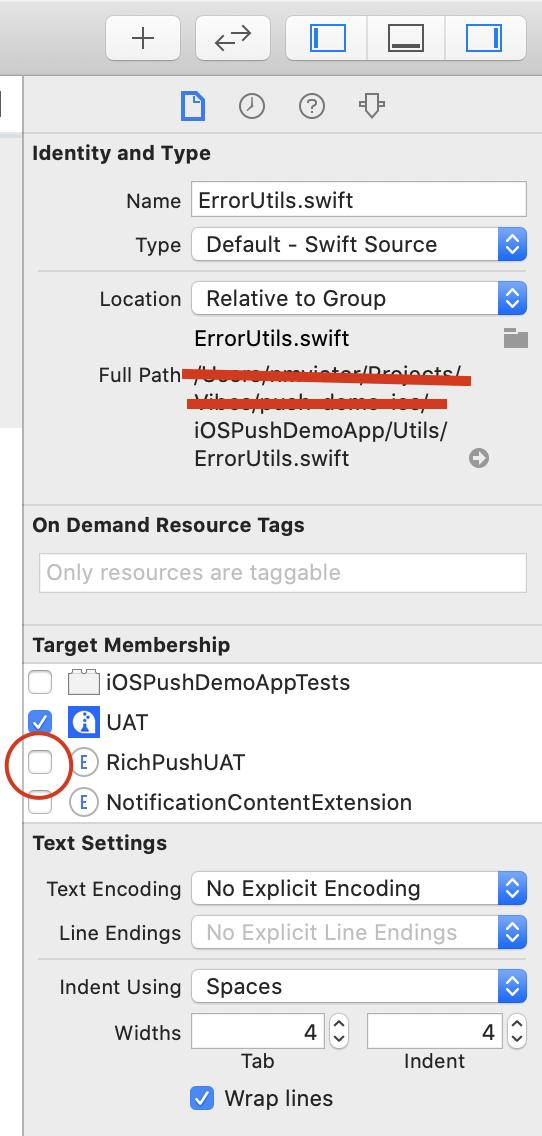 Identity and Type
Name ErrorUtils.swift
Type Default - Swift Source
Location Relative to Group
ErrorUtils.swift
Full Path
iOSPushDemoApp/Utils/
ErrorUtils.swift
On Demand Resource Tags
Only resources are taggable
Target Membership
iOSPushDemoAppTests
UAT
E RichPushUAT
E NotificationContentExtension
Text Settings
Text Encoding No Explicit Encoding
Line Endings No Explicit Line Endings
Indent Using Spaces
Widths 4 4
Tab Indent
Wrap lines